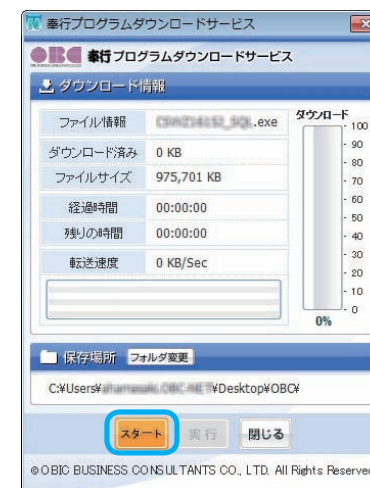 奉行プログラムダウンロードサービス
OBC 奉行プログラムダウンロードサービス
ダウンロード情報
ファイル情報 .exe
ダウンロード済み 0 KB
ファイルサイズ 975,701 KB
経過時間 00:00:00
残りの時間 00:00:00
転送速度 0 KB/Sec
ダウンロード
100
90
80
70
60
50
40
30
20
10
0
0%
保存場所 フォルダ変更
C:¥Users¥ ¥Desktop¥OBC¥
スタート 実行 閉じる
©OBIC BUSINESS CONSULTANTS CO., LTD. All Rights Reserve